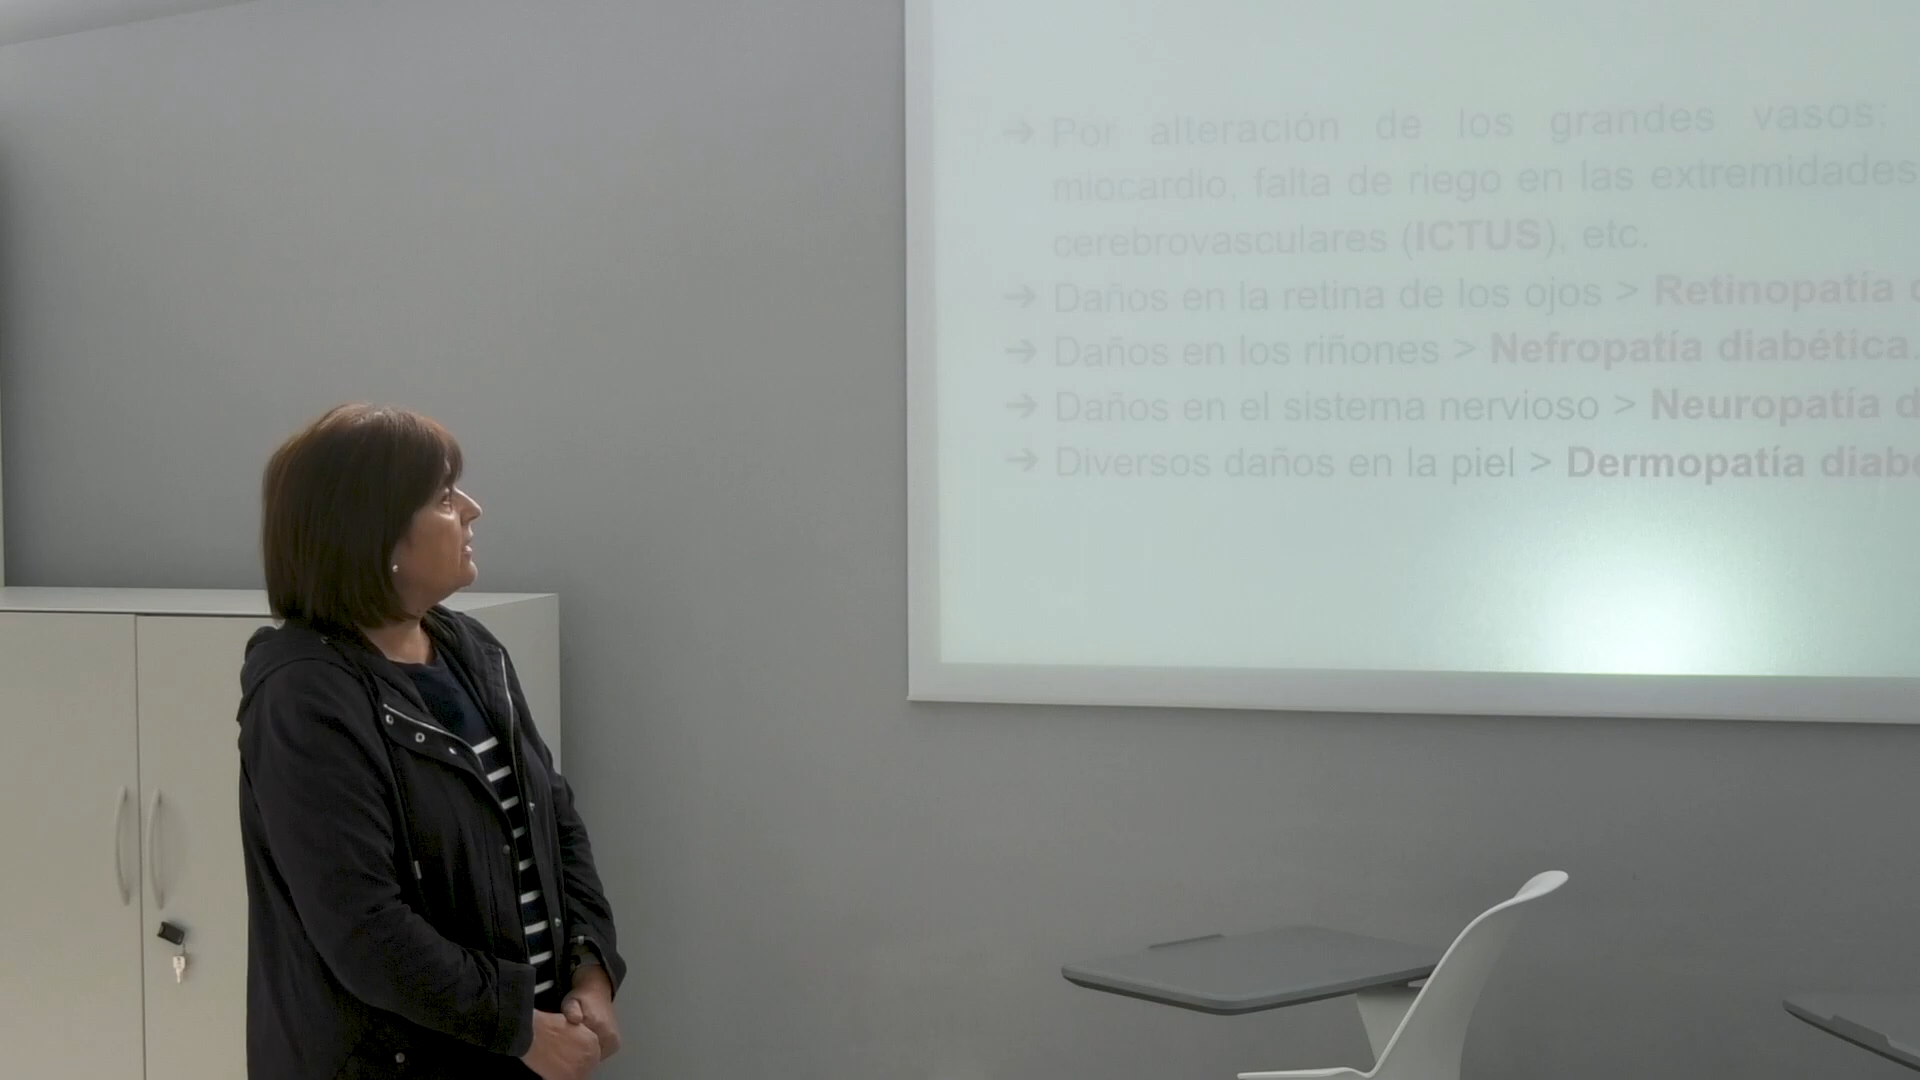 → Por alteración de los grandes vasos:
miocardio, falta de riego en las extremidades
cerebrovasculares (ICTUS), etc.
→ Daños en la retina de los ojos > Retinopatía
→ Daños en los riñones > Nefropatía diabética.
→ Daños en el sistema nervioso > Neuropatía
→ Diversos daños en la piel > Dermopatía